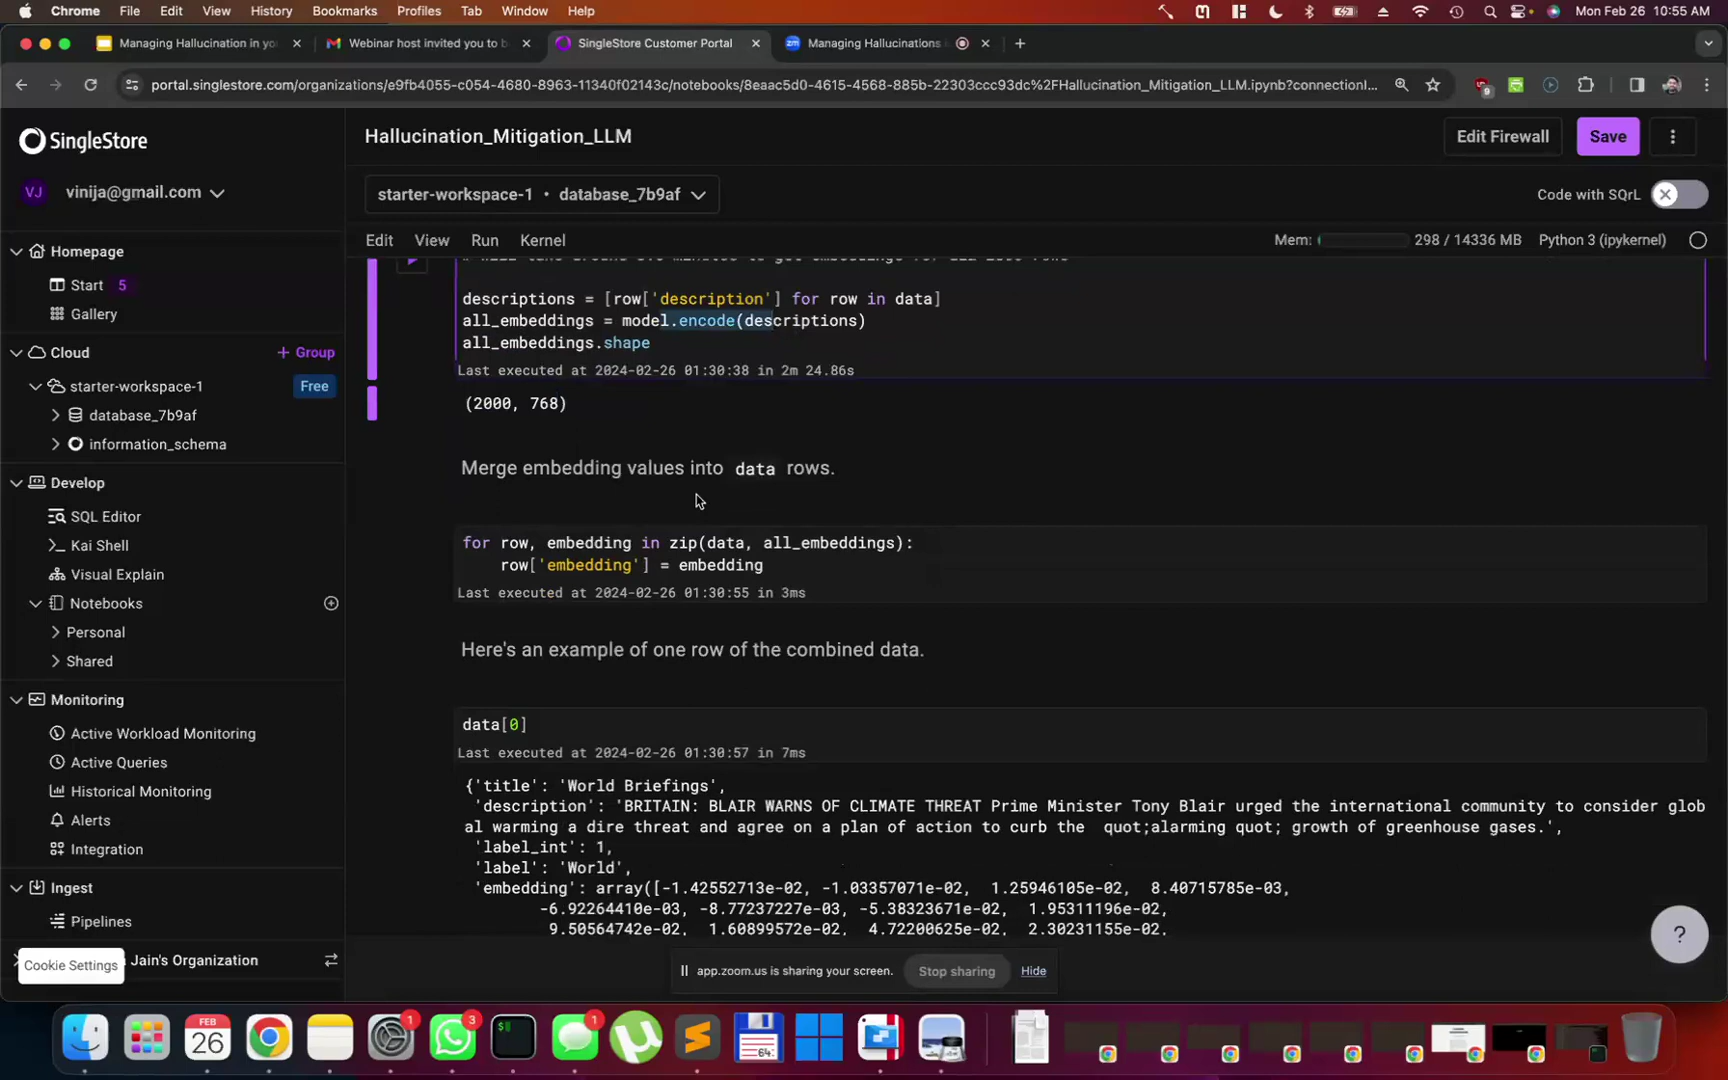 Chrome File Edit View History Bookmarks Profiles Tab Window Help Mon Feb 26 10:55 AM
Managing Hallucination in yo × Webinar host invited you to b × SingleStore Customer Portal × zm Managing Hallucinations i × +
portal.singlestore.com/organizations/e9fb4055-c054-4680-8963-11340f02143c/notebooks/8eaac5d0-4615-4568-885b-22303ccc93dc%2FHallucination_Mitigation_LLM.ipynb?connectionI... 9
SingleStore
VJ vinija@gmail.com
Homepage
Start 5
Gallery
Cloud + Group
starter-workspace-1 Free
database_7b9af
information_schema
Develop
SQL Editor
Kai Shell
Visual Explain
Notebooks
Personal
Shared
Monitoring
Active Workload Monitoring
Active Queries
Historical Monitoring
Alerts
Integration
Ingest
Pipelines
Cookie Settings Jain's Organization
Hallucination_Mitigation_LLM Edit Firewall Save
starter-workspace-1 • database_7b9af Code with SQrL
Edit View Run Kernel Mem: 298 / 14336 MB Python 3 (ipykernel)
descriptions = [row['description'] for row in data]
all_embeddings = model.encode(descriptions)
all_embeddings.shape
Last executed at 2024-02-26 01:30:38 in 2m 24.86s
(2000, 768)
Merge embedding values into data rows.
for row, embedding in zip(data, all_embeddings):
row['embedding'] = embedding
Last executed at 2024-02-26 01:30:55 in 3ms
Here's an example of one row of the combined data.
data[0]
Last executed at 2024-02-26 01:30:57 in 7ms
{'title': 'World Briefings',
'description': 'BRITAIN: BLAIR WARNS OF CLIMATE THREAT Prime Minister Tony Blair urged the international community to consider glob
al warming a dire threat and agree on a plan of action to curb the quot;alarming quot; growth of greenhouse gases.',
'label_int': 1,
'label': 'World',
'embedding': array([-1.42552713e-02, -1.03357071e-02, 1.25946105e-02, 8.40715785e-03,
-6.92264410e-03, -8.77237227e-03, -5.38323671e-02, 1.95311196e-02,
9.50564742e-02, 1.60899572e-02, 4.72200625e-02, 2.30231155e-02,
?
app.zoom.us is sharing your screen. Stop sharing Hide
FEB
26
1
3
$
1
64